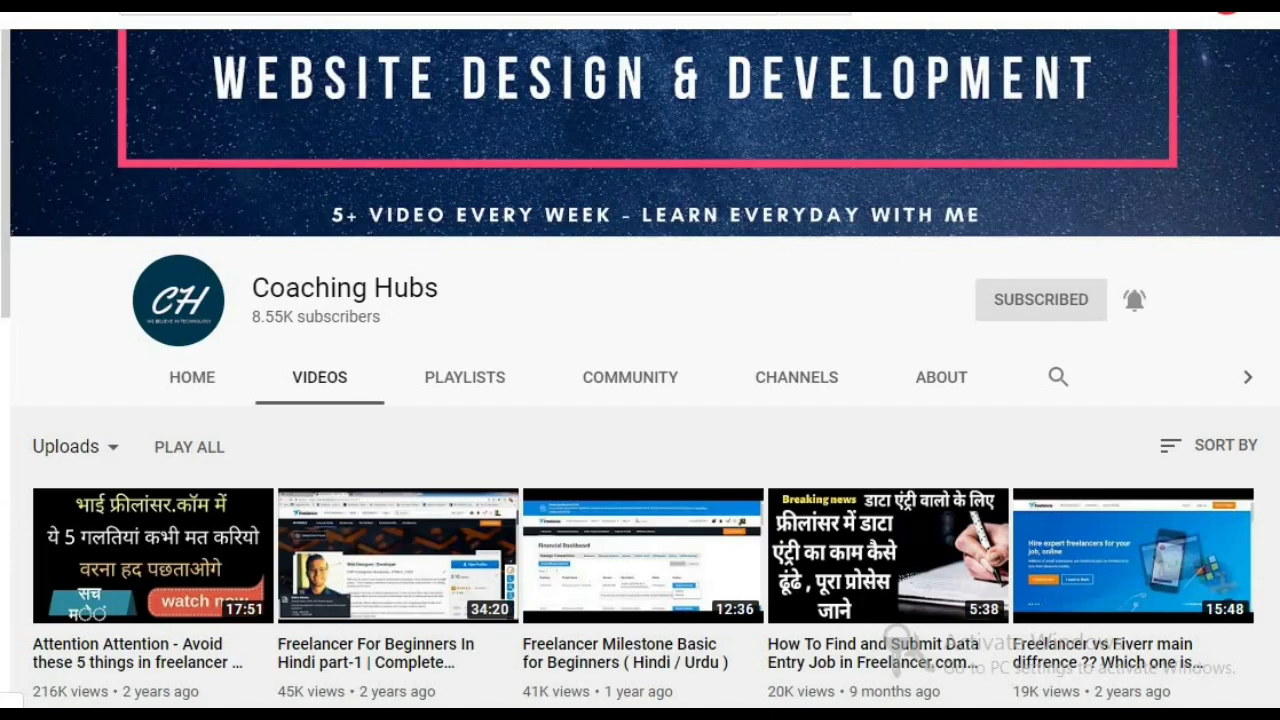 WEBSITE DESIGN & DEVELOPMENT
5+ VIDEO EVERY WEEK - LEARN EVERYDAY WITH ME
CH
WE BELIEVE IN TECHNOLOGY
Coaching Hubs
8.55K subscribers
SUBSCRIBED
HOME VIDEOS PLAYLISTS COMMUNITY CHANNELS ABOUT
Uploads PLAY ALL SORT BY
भाई फ्रीलांसर.कॉम में
ये 5 गलतियां कभी मत करियो
वरना हद पछताओगे
सच
watch now
17:51
Attention Attention - Avoid
these 5 things in freelancer ...
216K views • 2 years ago
34:20
Freelancer For Beginners In
Hindi part-1 | Complete...
45K views • 2 years ago
Financial Dashboard
12:36
Freelancer Milestone Basic
for Beginners ( Hindi / Urdu )
41K views • 1 year ago
Breaking news डाटा एंट्री वालो के लिए
फ्रीलांसर में डाटा
एंट्री का काम कैसे
ढूंढे , पूरा प्रोसेस
जाने
5:38
How To Find and Submit Data
Entry Job in Freelancer.com...
20K views • 9 months ago
Hire expert freelancers for your
job, online
15:48
Freelancer vs Fiverr main
diffrence ?? Which one is...
19K views • 2 years ago
Activate Windows
Go to PC settings to activate Windows.